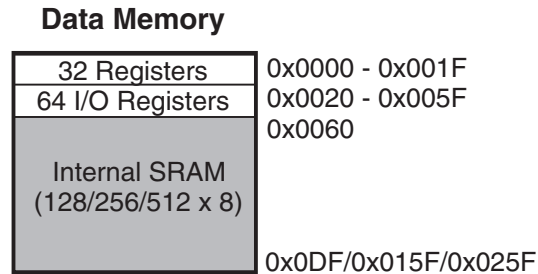 Data Memory
32 Registers 0x0000 - 0x001F
64 I/O Registers 0x0020 - 0x005F
0x0060
Internal SRAM
(128/256/512 x 8)
0x0DF/0x015F/0x025F